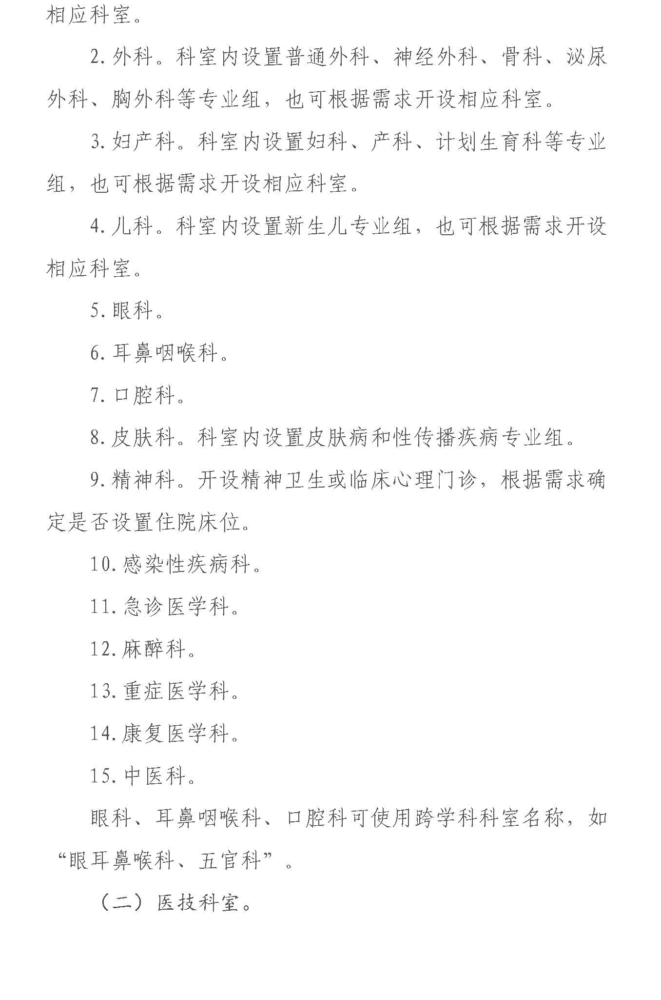 相应科室。
2. 外科。科室内设置普通外科、神经外科、骨科、泌尿
外科、胸外科等专业组，也可根据需求开设相应科室。
3. 妇产科。科室内设置妇科、产科、计划生育科等专业
组，也可根据需求开设相应科室。
4. 儿科。科室内设置新生儿专业组，也可根据需求开设
相应科室。
5. 眼科。
6. 耳鼻咽喉科。
7. 口腔科。
8. 皮肤科。科室内设置皮肤病和性传播疾病专业组。
9. 精神科。开设精神卫生或临床心理门诊，根据需求确
定是否设置住院床位。
10. 感染性疾病科。
11. 急诊医学科。
12. 麻醉科。
13. 重症医学科。
14. 康复医学科。
15. 中医科。
眼科、耳鼻咽喉科、口腔科可使用跨学科科室名称，如
“眼耳鼻喉科、五官科”。
（二）医技科室。